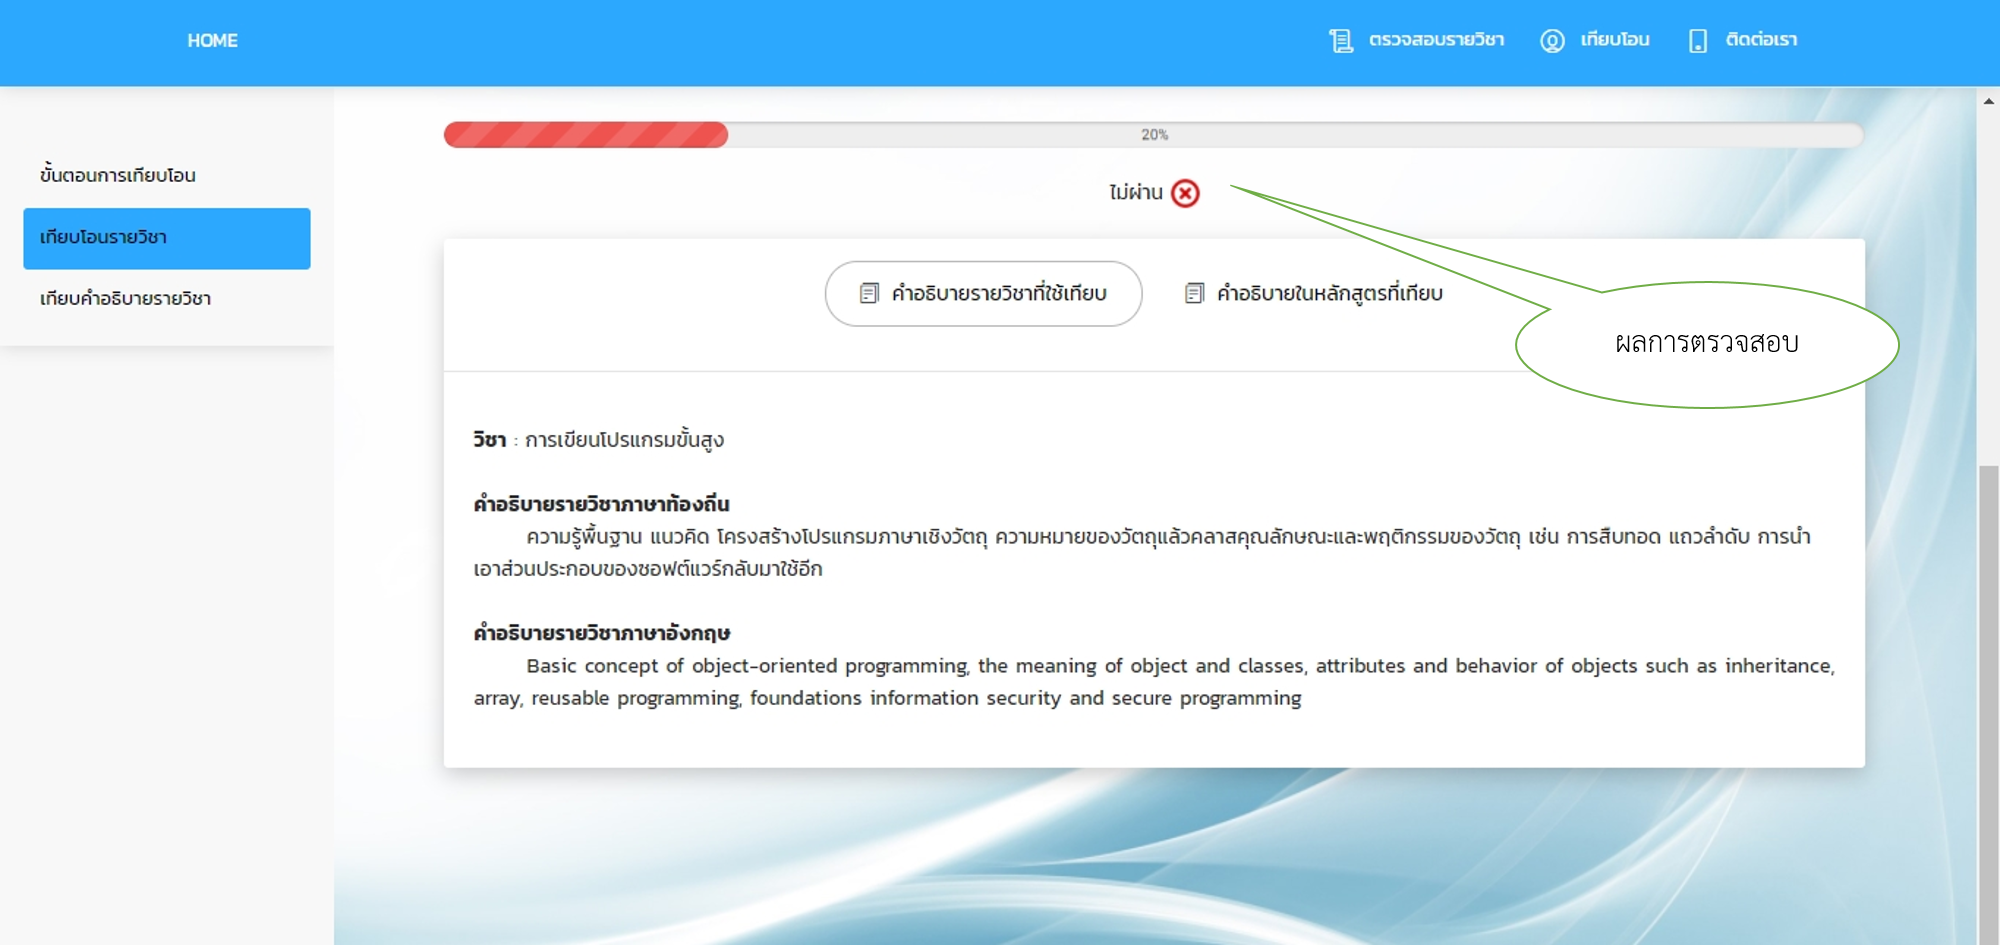 HOME
ตรวจสอบรายวิชา
เทียบโอน
ติดต่อเรา
ขั้นตอนการเทียบโอน
เทียบโอนรายวิชา
เทียบคำอธิบายรายวิชา
20%
ไม่ผ่าน
คำอธิบายรายวิชาที่ใช้เทียบ
คำอธิบายในหลักสูตรที่เทียบ
ผลการตรวจสอบ
วิชา : การเขียนโปรแกรมขั้นสูง
คำอธิบายรายวิชาภาษาท้องถิ่น
ความรู้พื้นฐาน แนวคิด โครงสร้างโปรแกรมภาษาเชิงวัตถุ ความหมายของวัตถุแล้วคลาสคุณลักษณะและพฤติกรรมของวัตถุ เช่น การสืบทอด แถวลำดับ การนำ
เอาส่วนประกอบของซอฟต์แวร์กลับมาใช้อีก
คำอธิบายรายวิชาภาษาอังกฤษ
Basic concept of object-oriented programming, the meaning of object and classes, attributes and behavior of objects such as inheritance,
array, reusable programming, foundations information security and secure programming